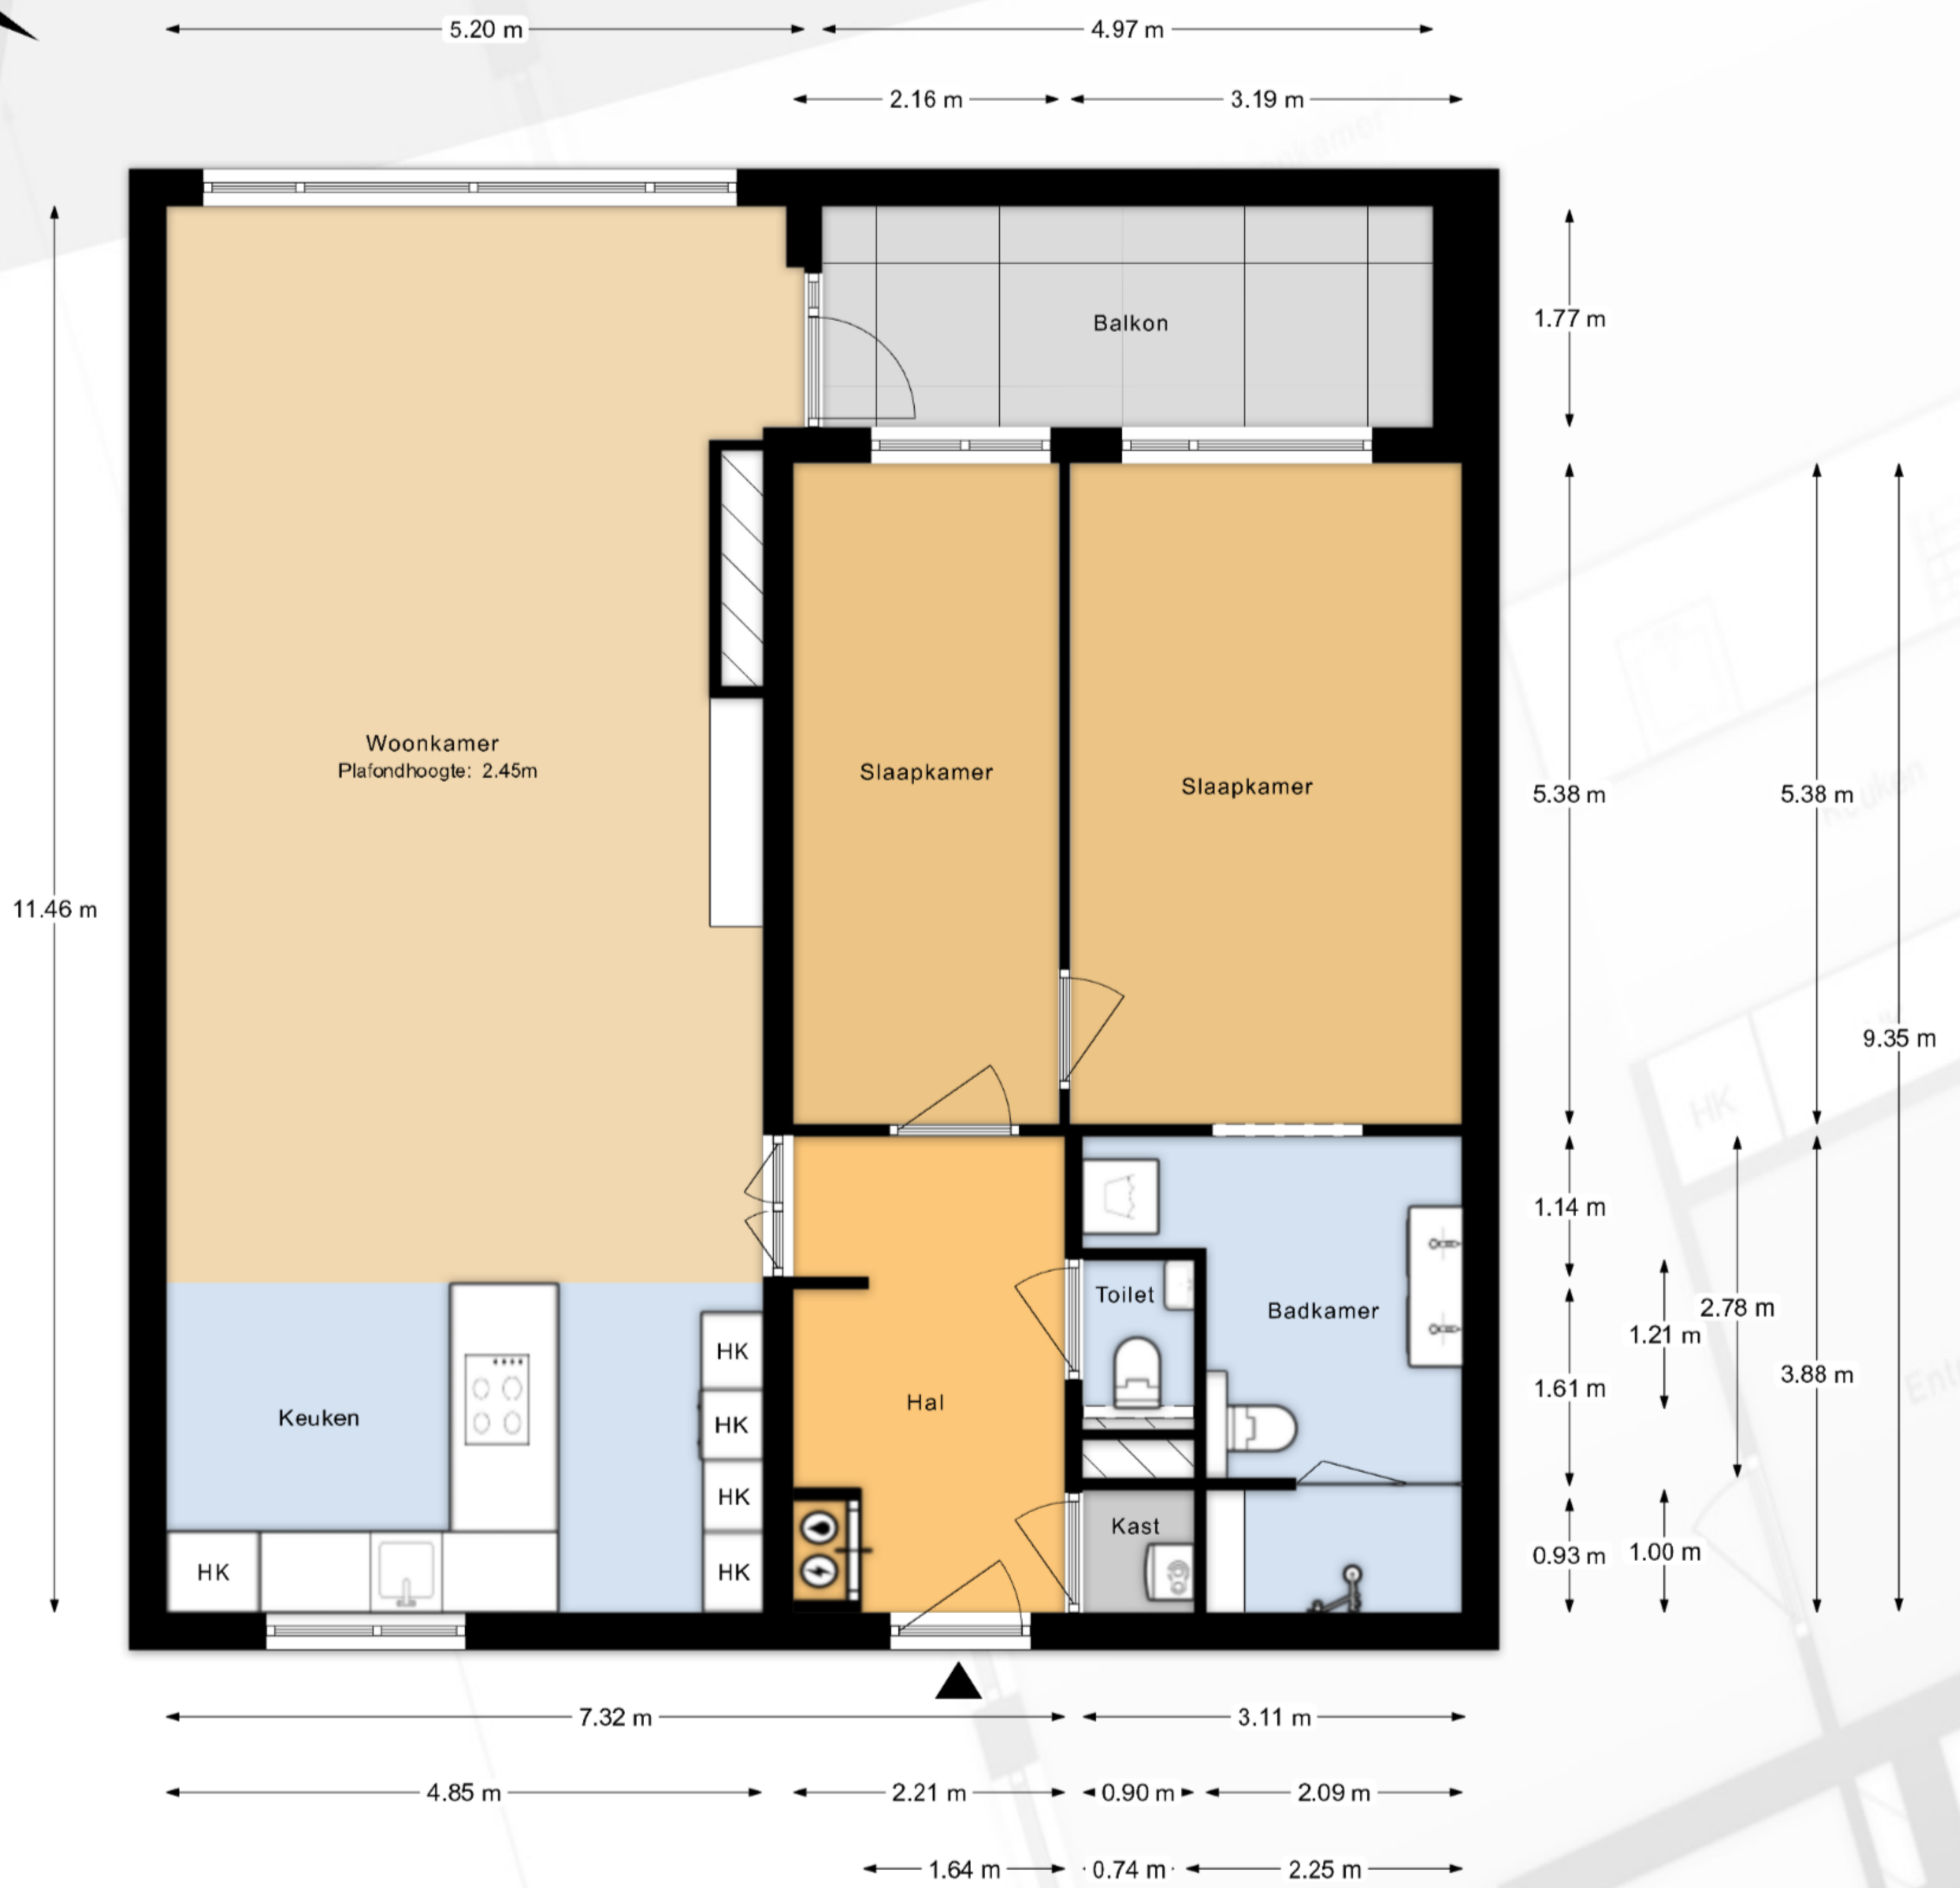 5.20 m
4.97 m
2.16 m
3.19 m
Balkon
1.77 m
Woonkamer
Plafondhoogte: 2.45m
Slaapkamer
Slaapkamer
5.38 m
5.38 m
11.46 m
9.35 m
HK
1.14 m
Toilet
Badkamer
2.78 m
1.21 m
HK
3.88 m
1.61 m
Hal
Keuken
HK
HK
Kast
0.93 m
1.00 m
HK
HK
7.32 m
3.11 m
4.85 m
2.21 m
0.90 m
2.09 m
1.64 m
0.74 m
2.25 m